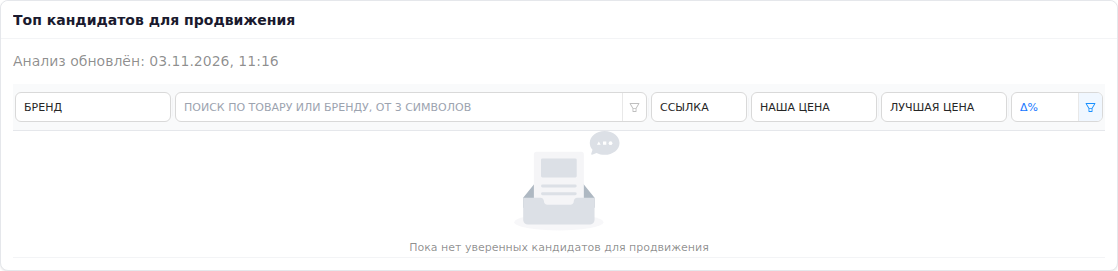 Топ кандидатов для продвижения
Анализ обновлён: 03.11.2026, 11:16
БРЕНД
ПОИСК ПО ТОВАРУ ИЛИ БРЕНДУ, ОТ 3 СИМВОЛОВ
ССЫЛКА
НАША ЦЕНА
ЛУЧШАЯ ЦЕНА
Δ%
Пока нет уверенных кандидатов для продвижения